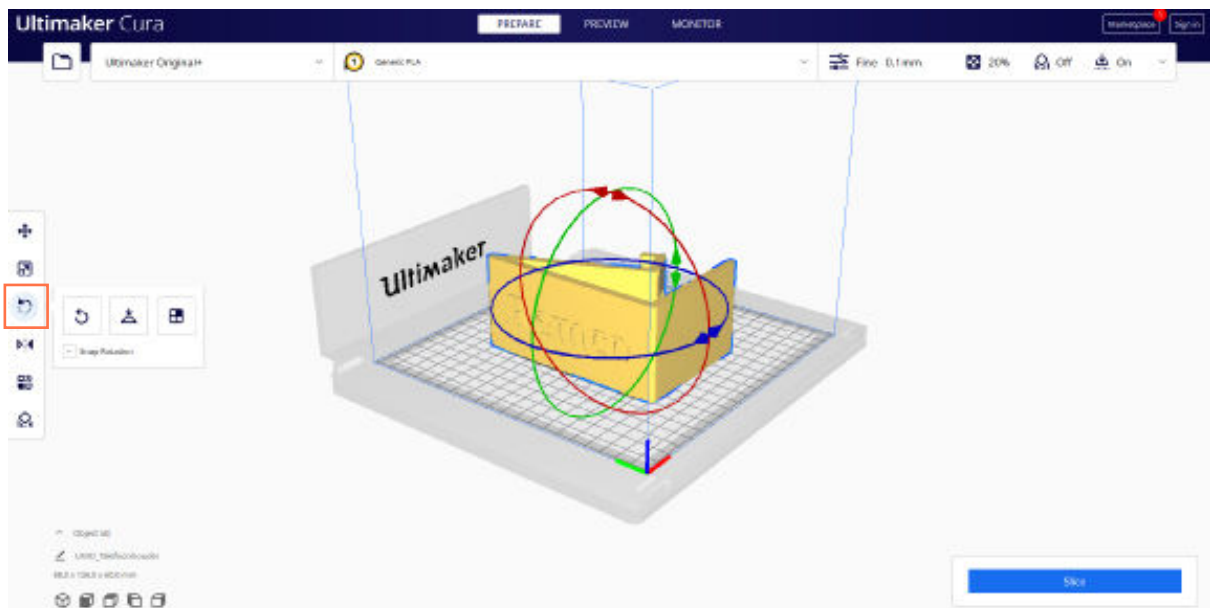 Ultimaker Cura
PREPARE PREVIEW MONITOR
Marketplace Sign in
Ultimaker Original+
1 Generic PLA
Fine 0.1mm
20%
Off
On
Ultimaker
Snap Rotation
Object list
Slice